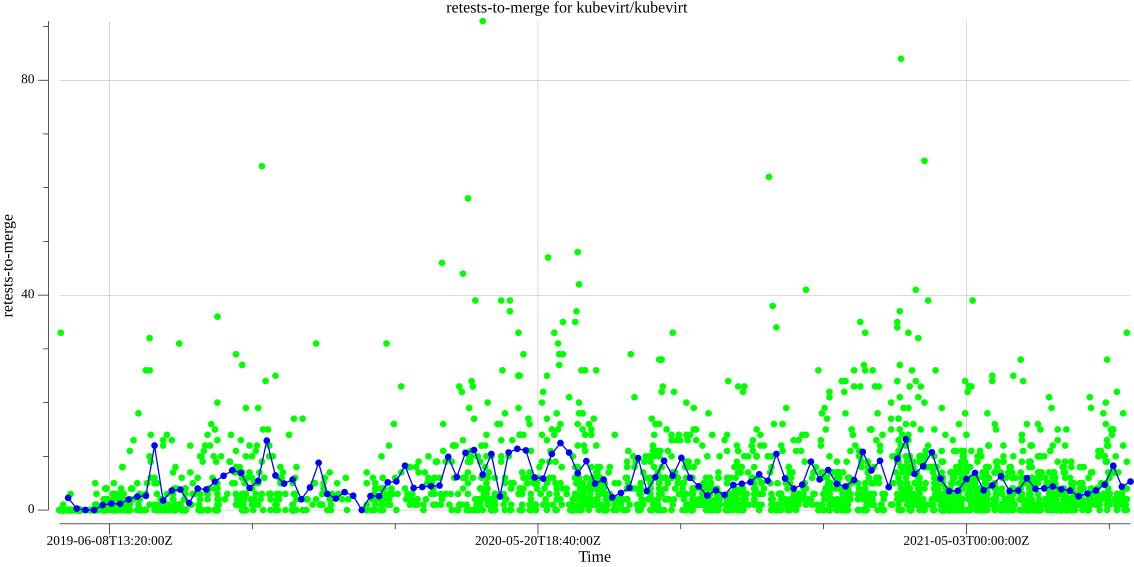 retests-to-merge for kubevirt/kubevirt
retests-to-merge
80
40
0
2019-06-08T13:20:00Z
2020-05-20T18:40:00Z
2021-05-03T00:00:00Z
Time